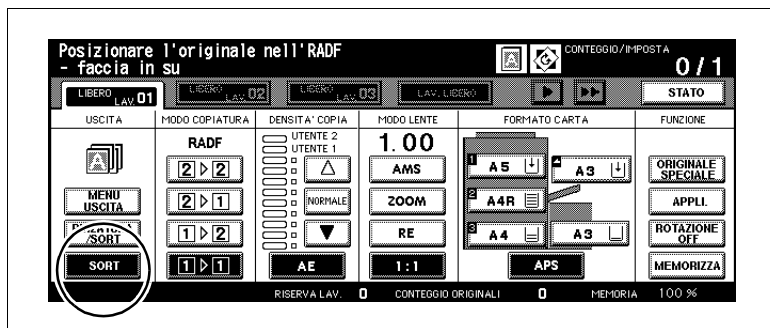 Posizionare l'originale nell'RADF
- faccia in su
CONTEGGIO/IMPOSTA
0/1
LIBERO LAV.01
LIBERO LAV.02
LIBERO LAV.03
LAV. LIBERO
STATO
USCITA
MODO COPIATURA
DENSITA' COPIA
MODO LENTE
FORMATO CARTA
FUNZIONE
MENU
USCITA
/SORT
SORT
RADF
2 ▷ 2
2 ▷ 1
1 ▷ 2
1 ▷ 1
UTENTE 2
UTENTE 1
NORMALE
AE
1.00
AMS
ZOOM
RE
1:1
1 A5
2 A4R
3 A4
4 A3
A3
APS
ORIGINALE
SPECIALE
APPLI.
ROTAZIONE
OFF
MEMORIZZA
RISERVA LAV. 0 CONTEGGIO ORIGINALI 0 MEMORIA 100 %